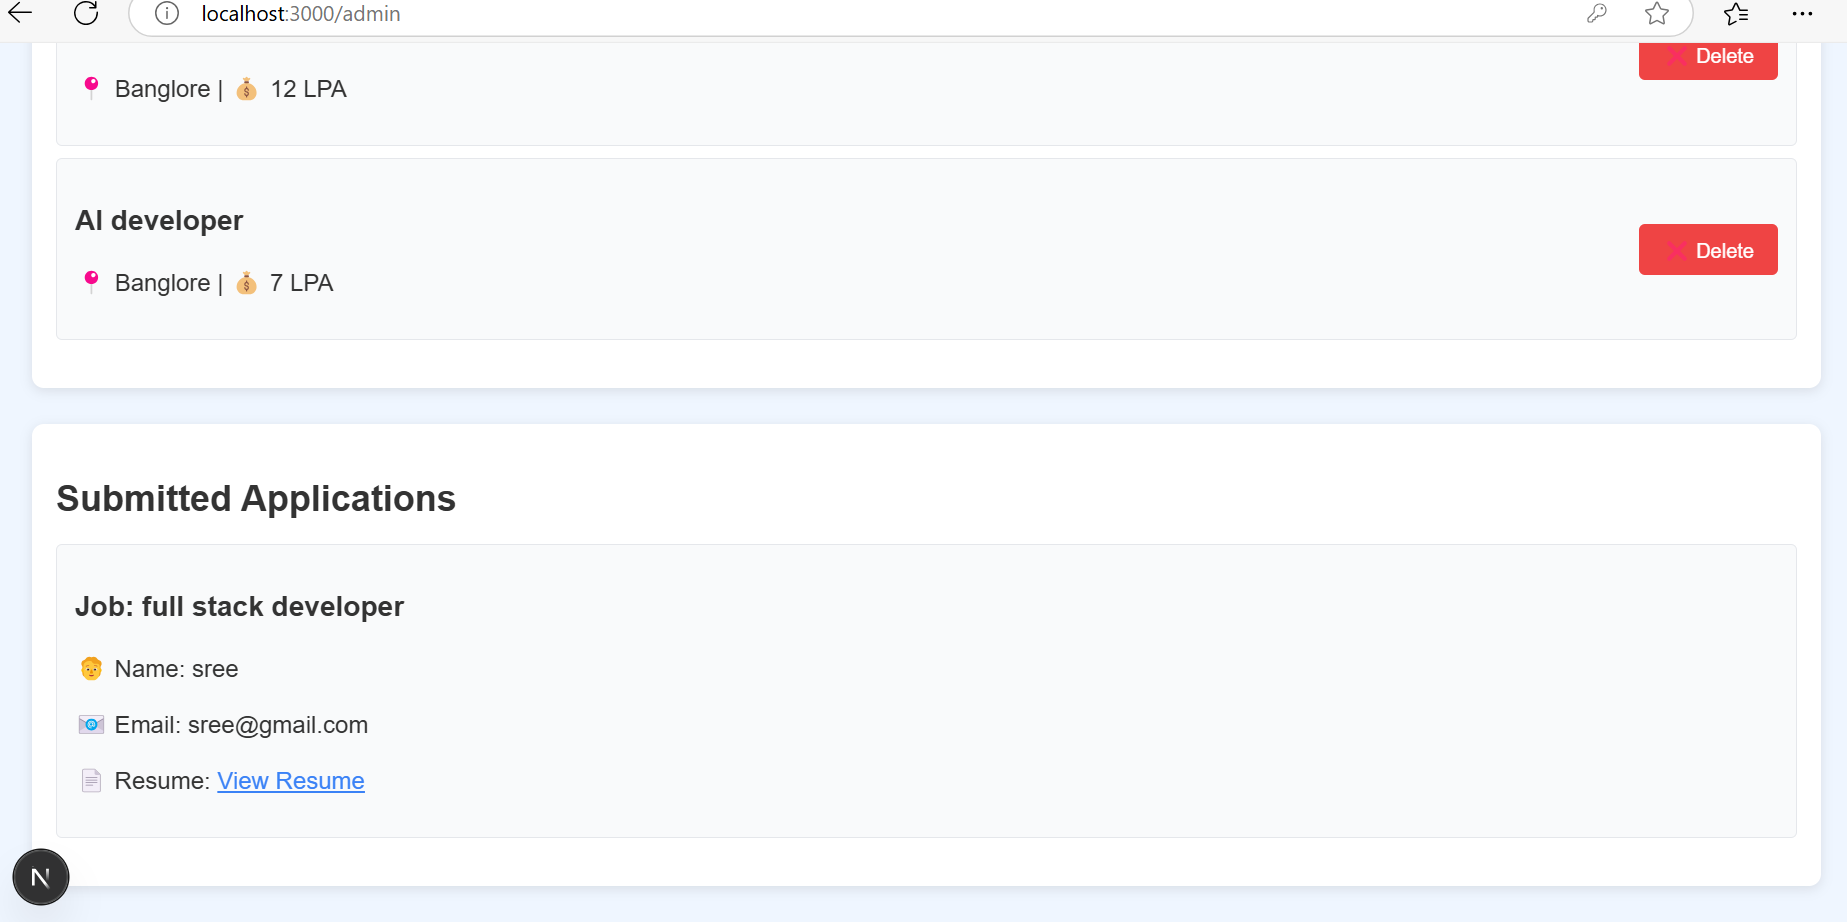 localhost:3000/admin
Delete
Banglore | 12 LPA
AI developer
Delete
Banglore | 7 LPA
Submitted Applications
Job: full stack developer
Name: sree
Email: sree@gmail.com
Resume: View Resume
N